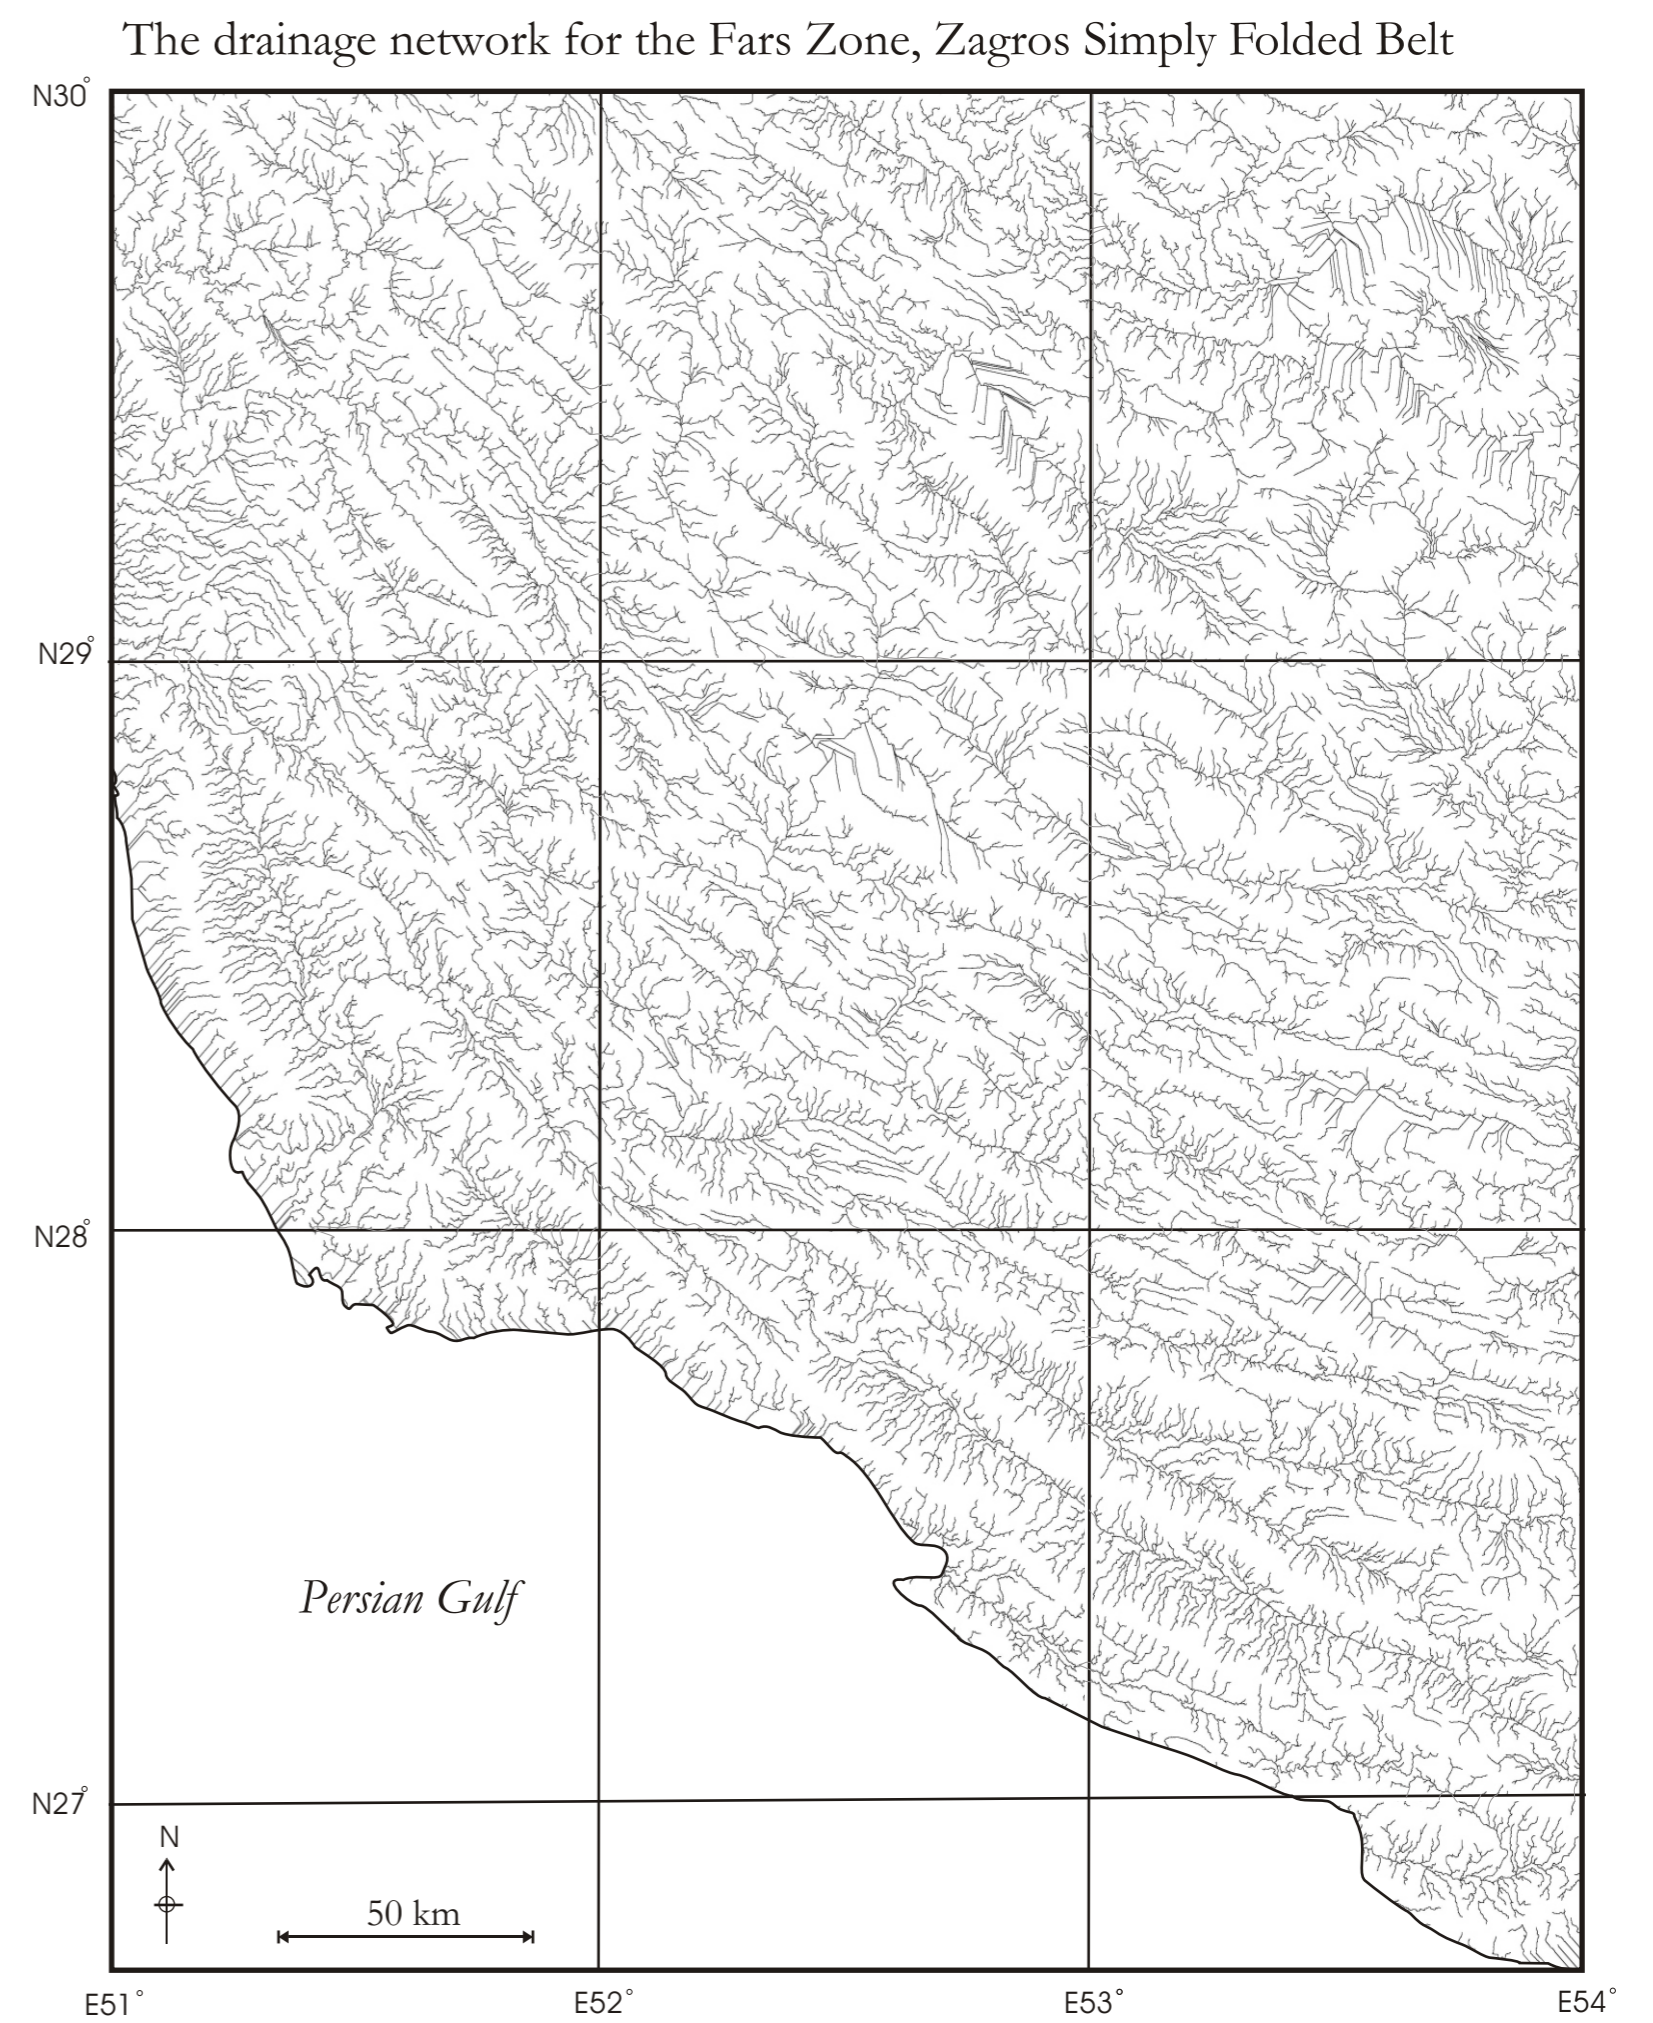 The drainage network for the Fars Zone, Zagros Simply Folded Belt
N30°
N29°
N28°
Persian Gulf
N27°
N
50 km
E51° E52° E53° E54°